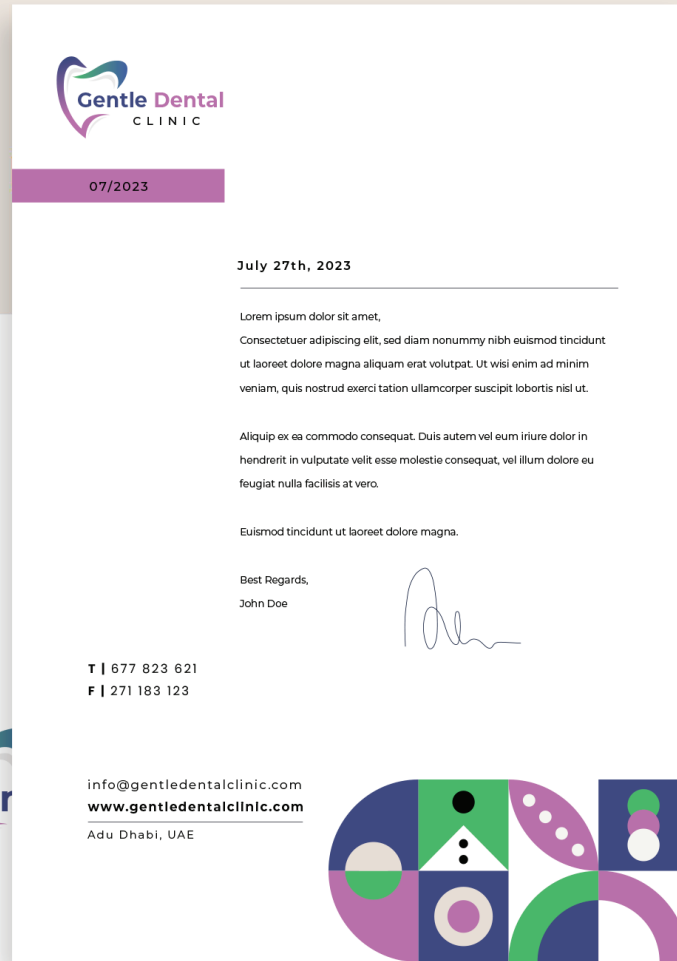 Gentle Dental
CLINIC
07/2023
July 27th, 2023
Lorem ipsum dolor sit amet,
Consectetuer adipiscing elit, sed diam nonummy nibh euismod tincidunt
ut laoreet dolore magna aliquam erat volutpat. Ut wisi enim ad minim
veniam, quis nostrud exerci tation ullamcorper suscipit lobortis nisl ut.
Aliquip ex ea commodo consequat. Duis autem vel eum iriure dolor in
hendrerit in vulputate velit esse molestie consequat, vel illum dolore eu
feugiat nulla facilisis at vero.
Euismod tincidunt ut laoreet dolore magna.
Best Regards,
John Doe
T | 677 823 621
F | 271 183 123
info@gentledentalclinic.com
www.gentledentalclinic.com
Adu Dhabi, UAE